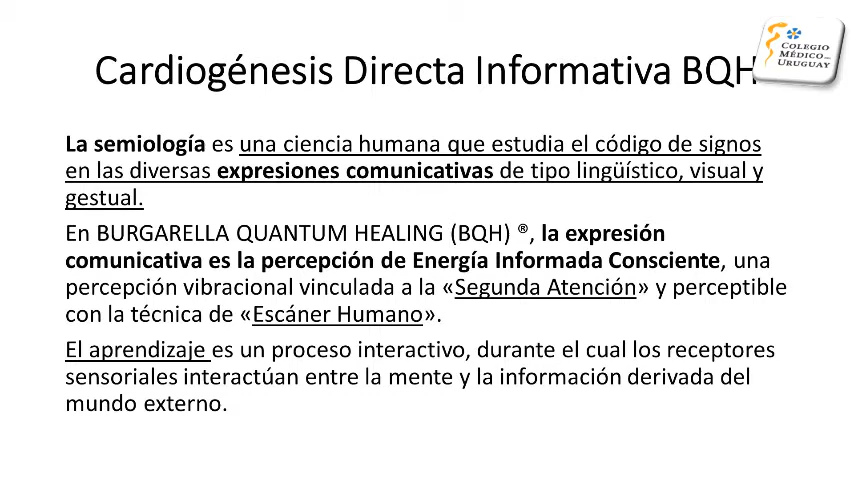 Cardiogénesis Directa Informativa BQH
COLEGIO
MÉDICO
URUGUAY
La semiología es una ciencia humana que estudia el código de signos
en las diversas expresiones comunicativas de tipo lingüístico, visual y
gestual.
En BURGARELLA QUANTUM HEALING (BQH) ®, la expresión
comunicativa es la percepción de Energía Informada Consciente, una
percepción vibracional vinculada a la «Segunda Atención» y perceptible
con la técnica de «Escáner Humano».
El aprendizaje es un proceso interactivo, durante el cual los receptores
sensoriales interactúan entre la mente y la información derivada del
mundo externo.